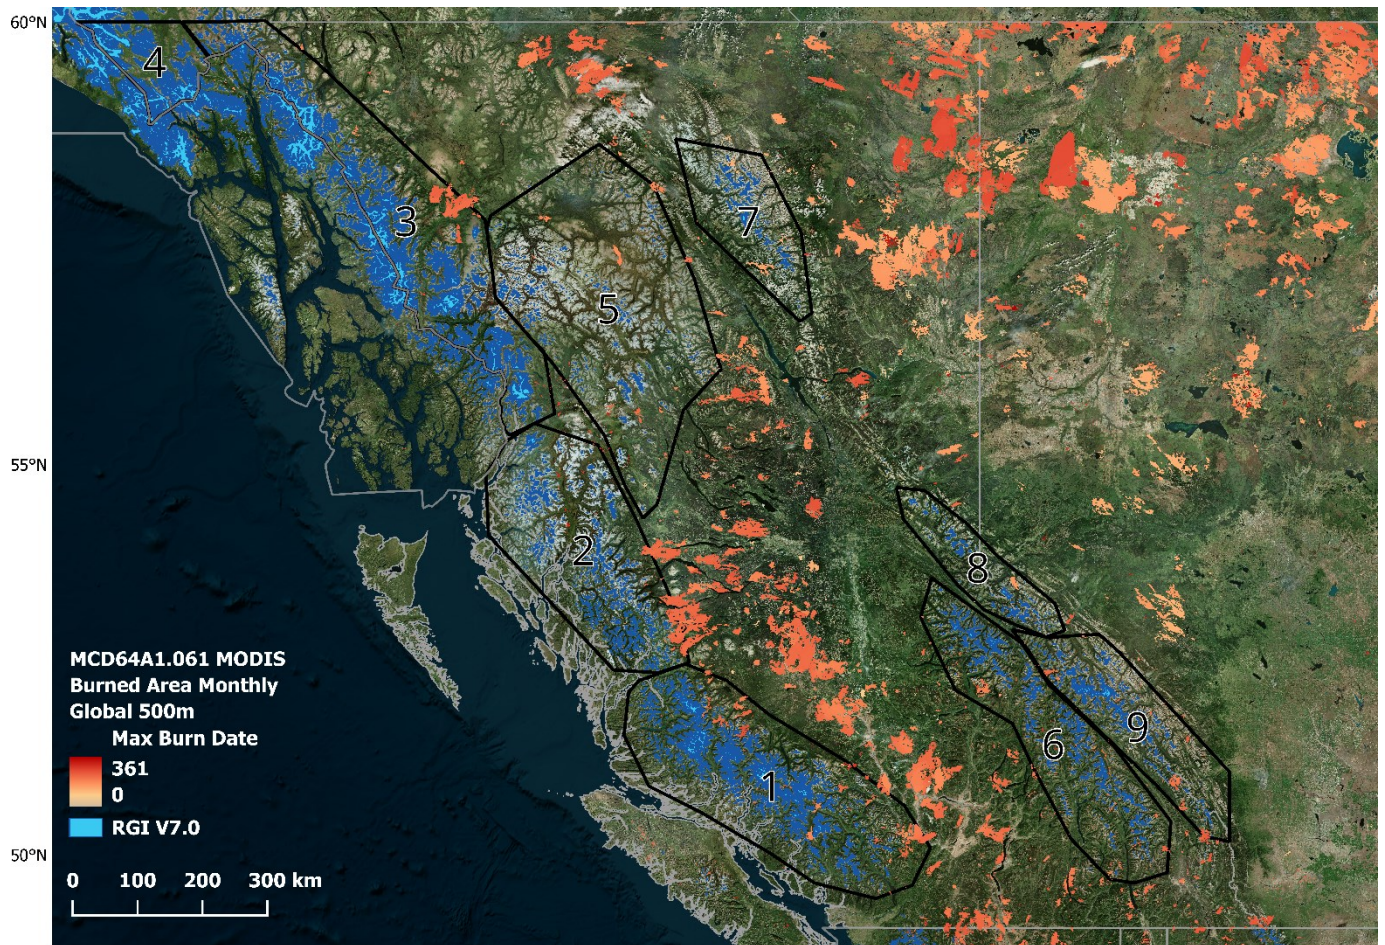 60°N
4
3
7
5
55°N
2
8
MCD64A1.061 MODIS
Burned Area Monthly
Global 500m
Max Burn Date
361
0
RGI V7.0
9
6
1
50°N
0 100 200 300 km